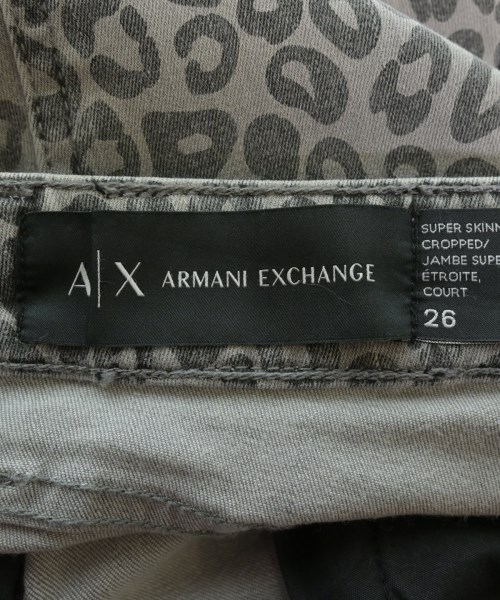 A|X ARMANI EXCHANGE
SUPER SKINN
CROPPED/
JAMBE SUPE
ÉTROITE,
COURT
26